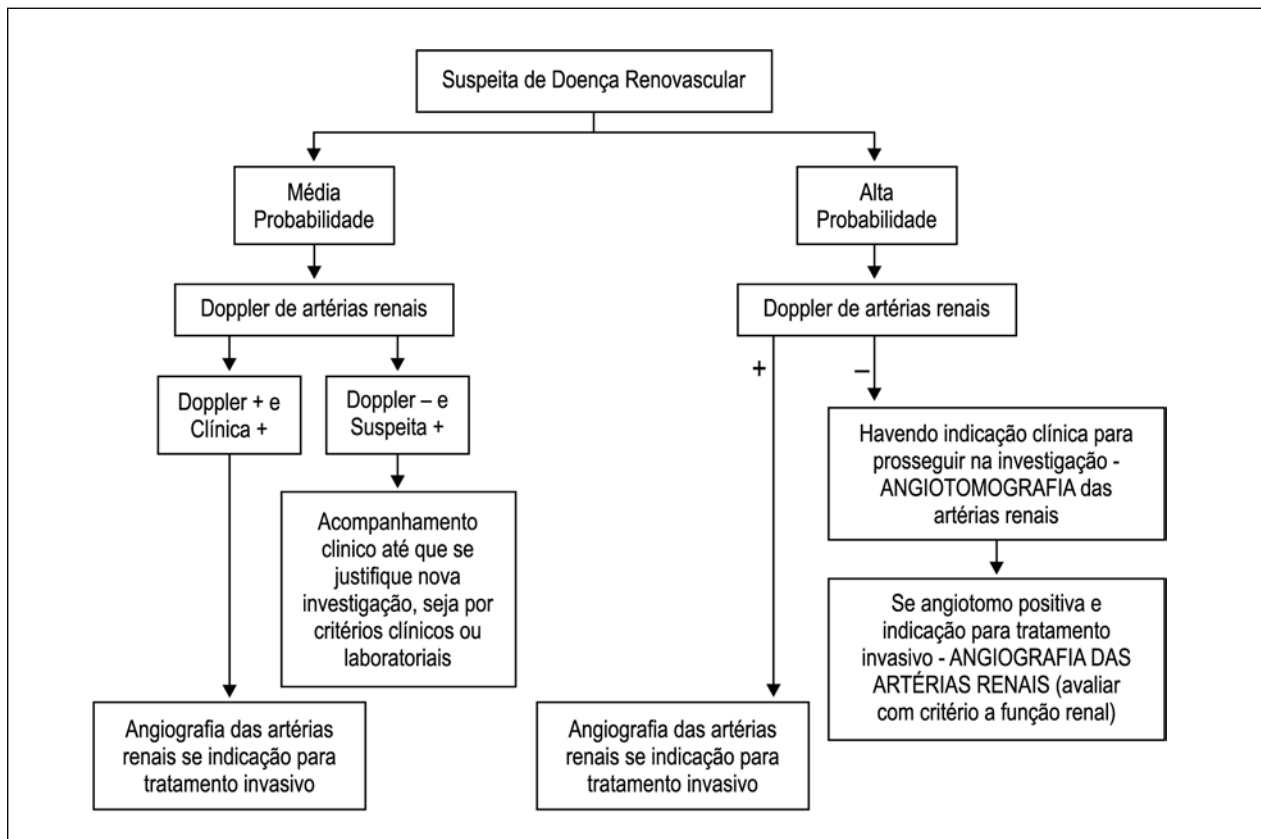 Suspeita de Doença Renovascular
Média
Probabilidade
Alta
Probabilidade
Doppler de artérias renais
Doppler de artérias renais
Doppler + e
Clínica +
Doppler – e
Suspeita +
+
–
Havendo indicação clínica para
prosseguir na investigação -
ANGIOTOMOGRAFIA das
artérias renais
Acompanhamento
clinico até que se
justifique nova
investigação, seja por
critérios clínicos ou
laboratoriais
Se angiotomo positiva e
indicação para tratamento
invasivo - ANGIOGRAFIA DAS
ARTÉRIAS RENAIS (avaliar
com critério a função renal)
Angiografia das artérias
renais se indicação para
tratamento invasivo
Angiografia das artérias
renais se indicação para
tratamento invasivo